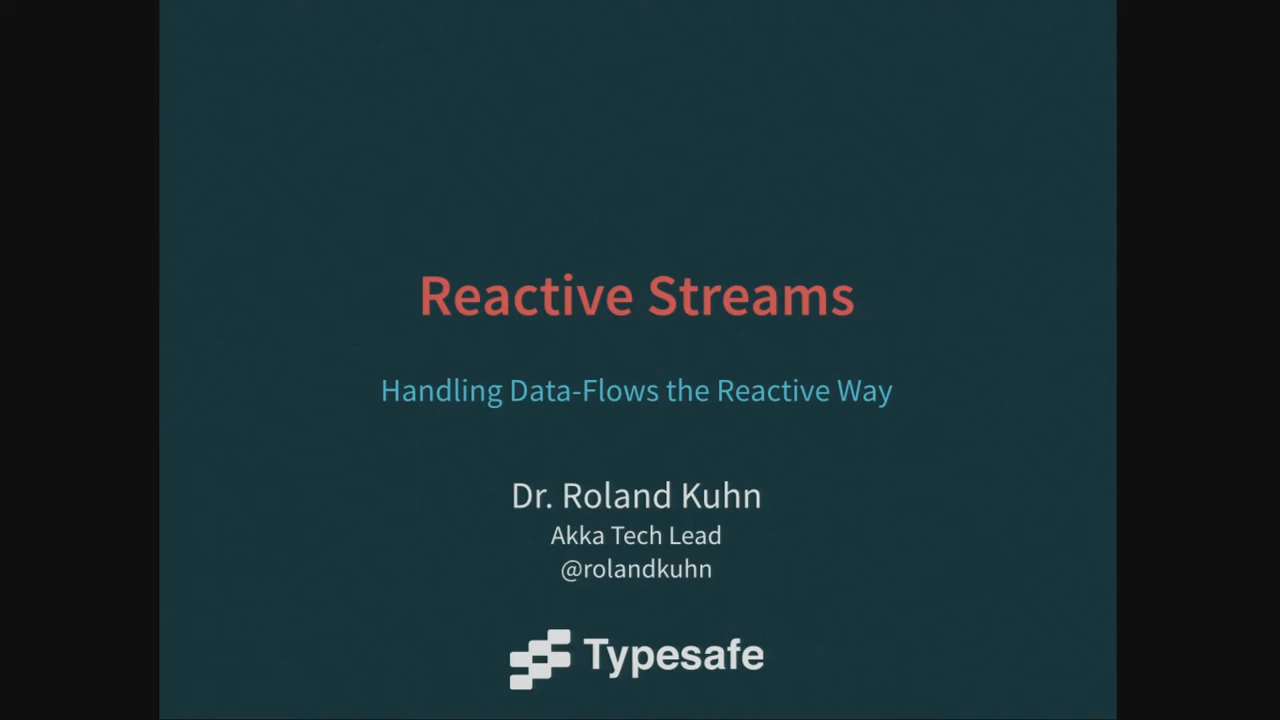 Reactive Streams
Handling Data-Flows the Reactive Way
Dr. Roland Kuhn
Akka Tech Lead
@rolandkuhn
Typesafe